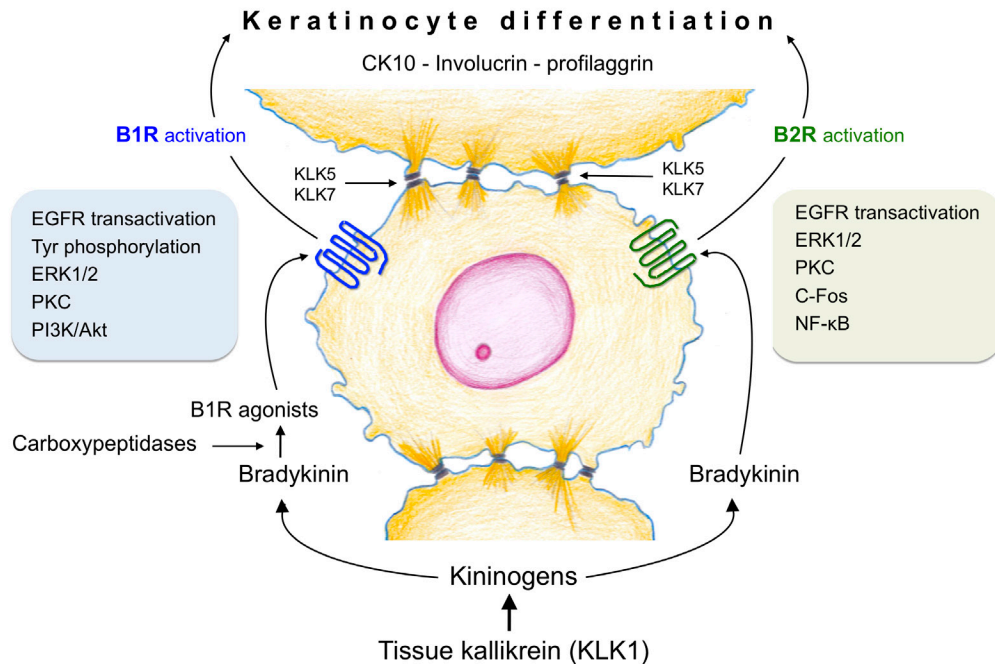 Keratinocyte differentiation
CK10 - Involucrin - profilaggrin
B1R activation
B2R activation
KLK5
KLK7
KLK5
KLK7
EGFR transactivation
Tyr phosphorylation
ERK1/2
PKC
PI3K/Akt
EGFR transactivation
ERK1/2
PKC
C-Fos
NF-κB
B1R agonists
Carboxypeptidases
Bradykinin
Bradykinin
Kininogens
Tissue kallikrein (KLK1)